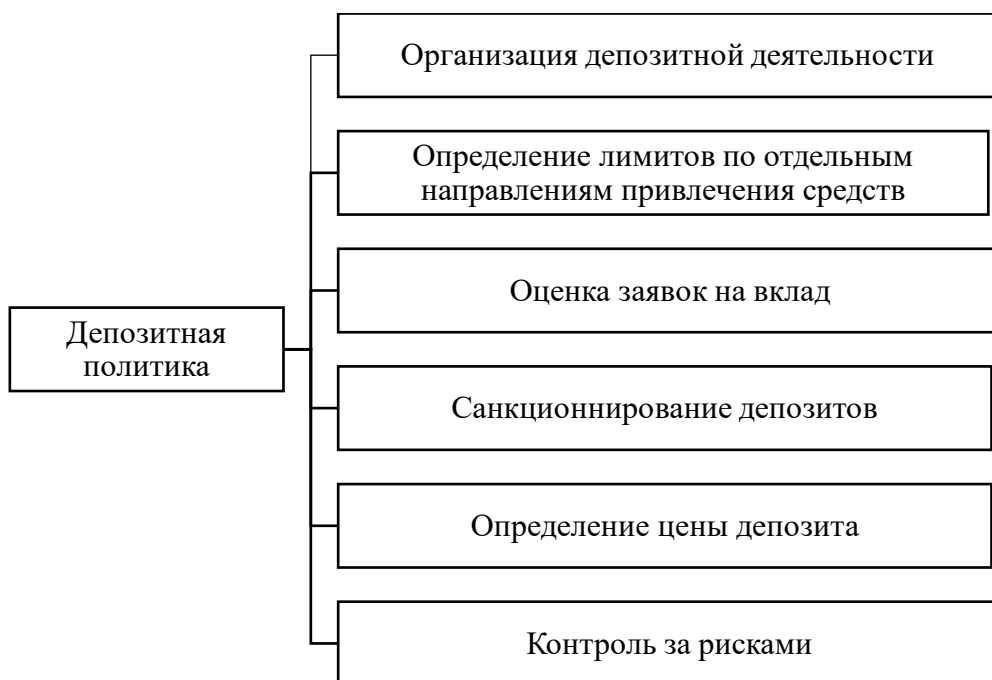 Организация депозитной деятельности
Определение лимитов по отдельным
направлениям привлечения средств
Оценка заявок на вклад
Депозитная
политика
Санкционнирование депозитов
Определение цены депозита
Контроль за рисками